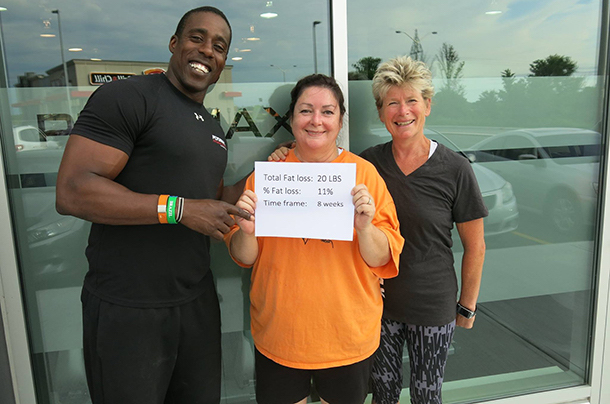 Total Fat loss: 20 LBS
% Fat loss: 11%
Time frame: 8 weeks